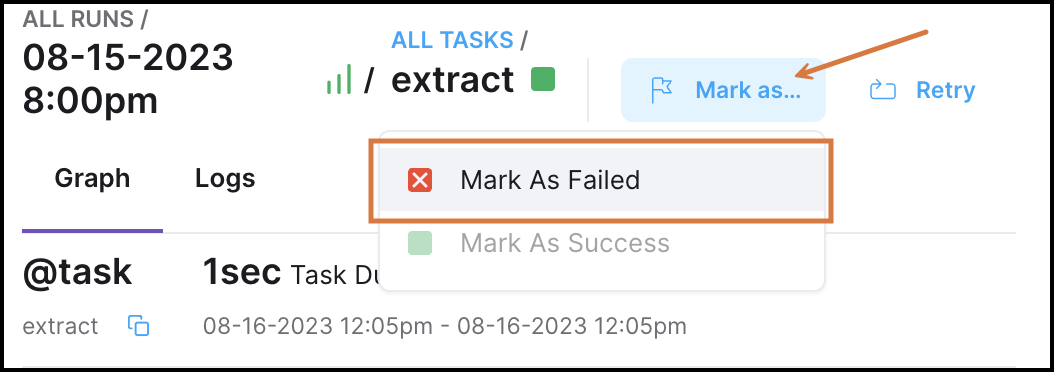 ALL RUNS /
08-15-2023
8:00pm
ALL TASKS /
/ extract
Mark as...
Retry
Mark As Failed
Mark As Success
Graph
Logs
@task
1sec Task Du
extract
08-16-2023 12:05pm - 08-16-2023 12:05pm